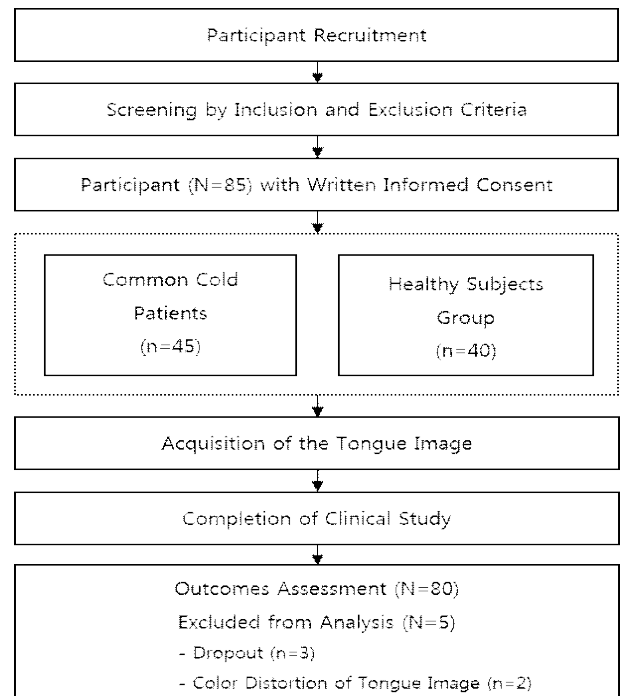 Participant Recruitment
Screening by Inclusion and Exclusion Criteria
Participant (N=85) with Written Informed Consent
Common Cold
Patients
(n=45)
Healthy Subjects
Group
(n=40)
Acquisition of the Tongue Image
Completion of Clinical Study
Outcomes Assessment (N=80)
Excluded from Analysis (N=5)
- Dropout (n=3)
- Color Distortion of Tongue Image (n=2)